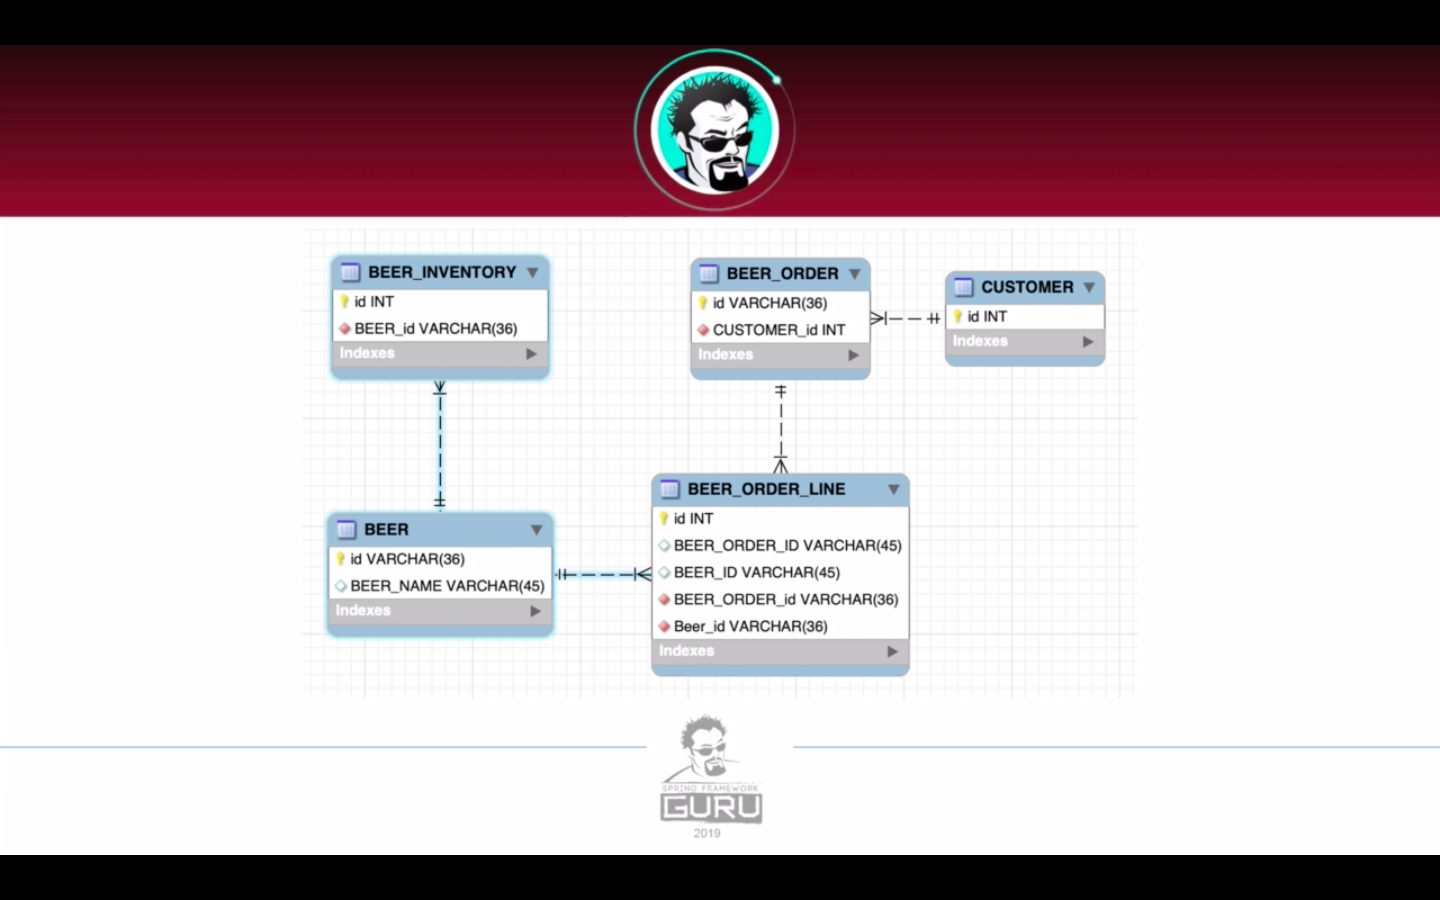 BEER_INVENTORY
id INT
BEER_id VARCHAR(36)
Indexes
BEER_ORDER
id VARCHAR(36)
CUSTOMER_id INT
Indexes
CUSTOMER
id INT
Indexes
BEER
id VARCHAR(36)
BEER_NAME VARCHAR(45)
Indexes
BEER_ORDER_LINE
id INT
BEER_ORDER_ID VARCHAR(45)
BEER_ID VARCHAR(45)
BEER_ORDER_id VARCHAR(36)
Beer_id VARCHAR(36)
Indexes
SPRING FRAMEWORK
GURU
2019